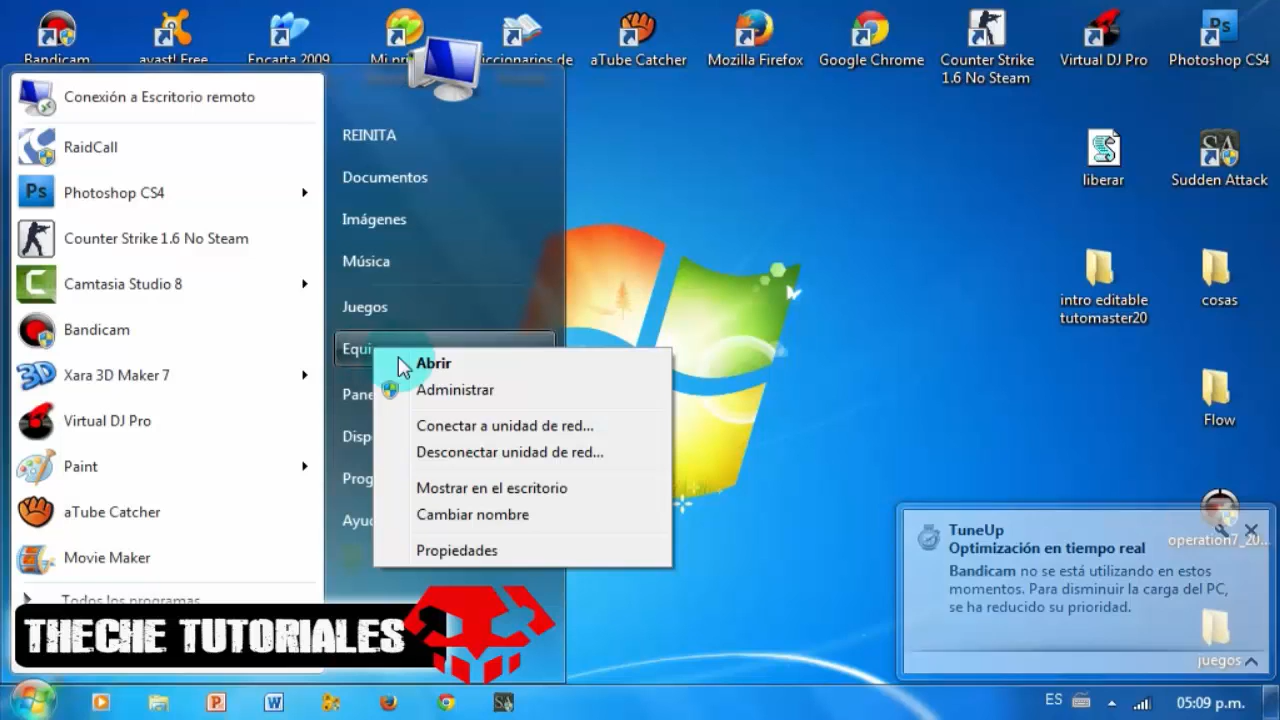 Bandicam
avast! Free
Encarta 2009
aTube Catcher
Mozilla Firefox
Google Chrome
Counter Strike
1.6 No Steam
Virtual DJ Pro
Photoshop CS4
liberar
Sudden Attack
intro editable
tutomaster20
cosas
Flow
operation7_20...
juegos
Conexión a Escritorio remoto
RaidCall
Photoshop CS4
Counter Strike 1.6 No Steam
Camtasia Studio 8
Bandicam
Xara 3D Maker 7
Virtual DJ Pro
Paint
aTube Catcher
Movie Maker
Todos los programas
REINITA
Documentos
Imágenes
Música
Juegos
Equi
Pane
Disp
Prog
Ayud
Abrir
Administrar
Conectar a unidad de red...
Desconectar unidad de red...
Mostrar en el escritorio
Cambiar nombre
Propiedades
TuneUp
Optimización en tiempo real
Bandicam no se está utilizando en estos
momentos. Para disminuir la carga del PC,
se ha reducido su prioridad.
THECHE TUTORIALES
ES
05:09 p.m.